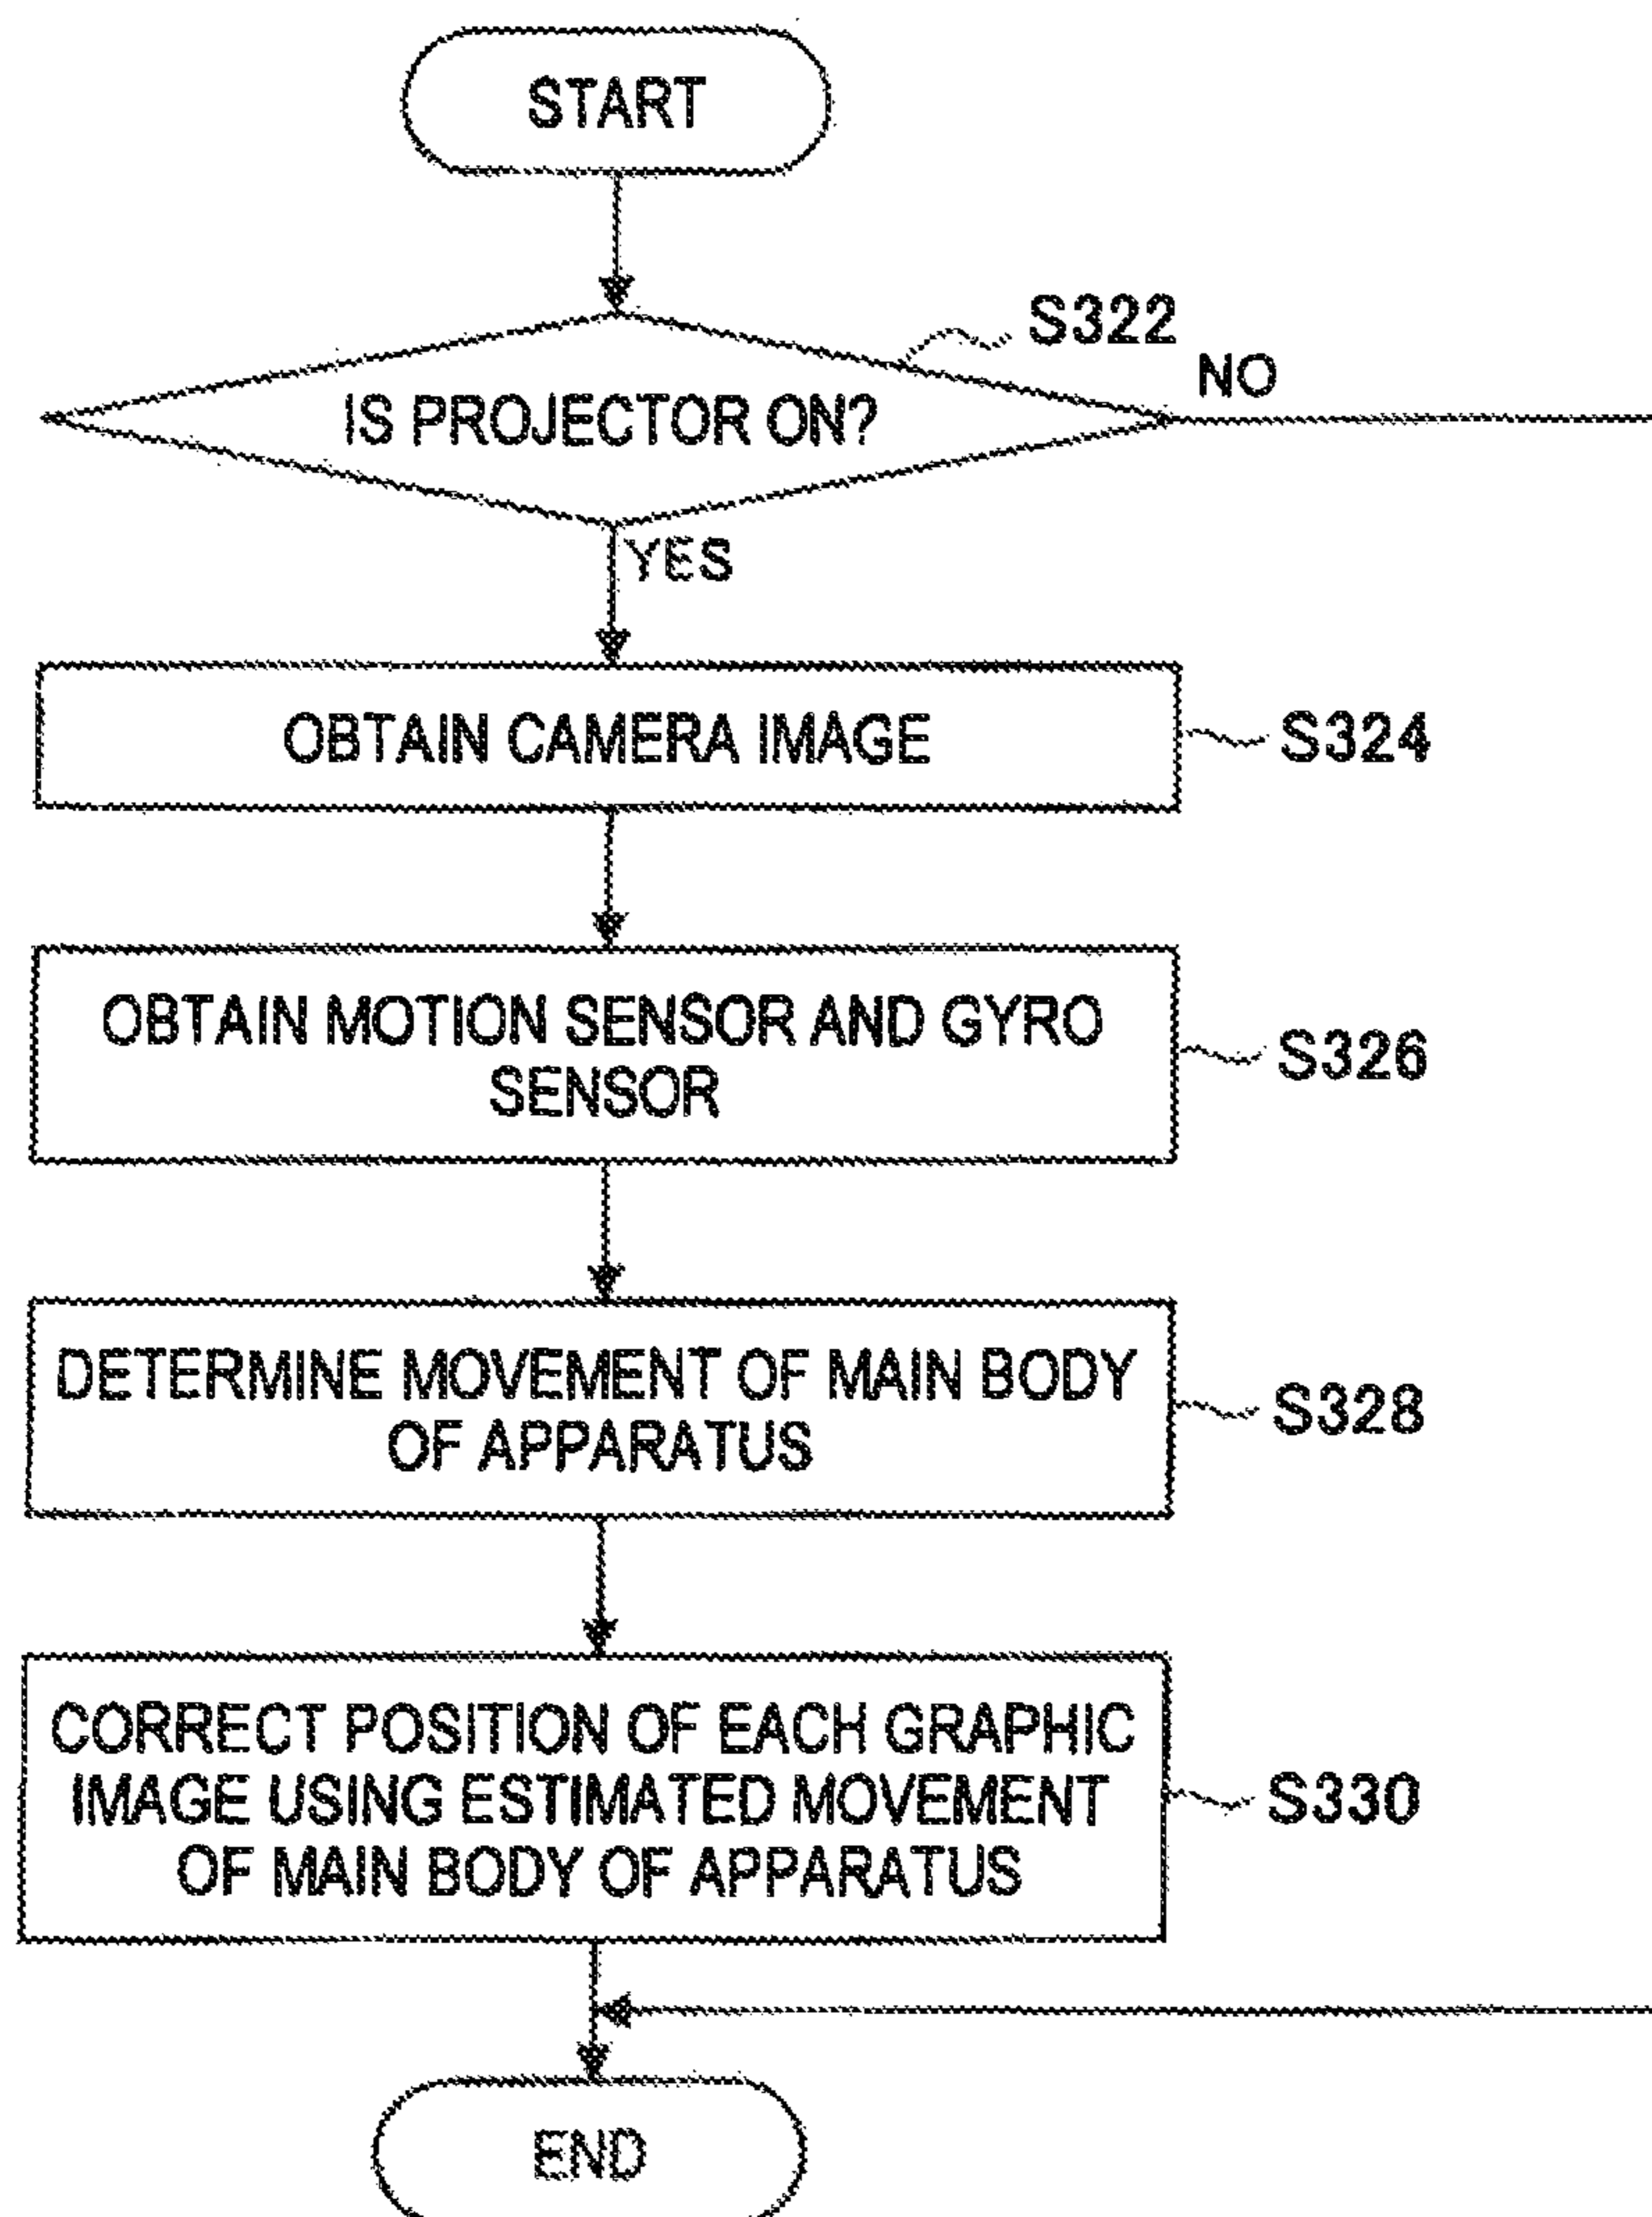 START
S322
NO
IS PROJECTOR ON?
YES
OBTAIN CAMERA IMAGE
S324
OBTAIN MOTION SENSOR AND GYRO
SENSOR
S326
DETERMINE MOVEMENT OF MAIN BODY
OF APPARATUS
S328
CORRECT POSITION OF EACH GRAPHIC
IMAGE USING ESTIMATED MOVEMENT
OF MAIN BODY OF APPARATUS
S330
END